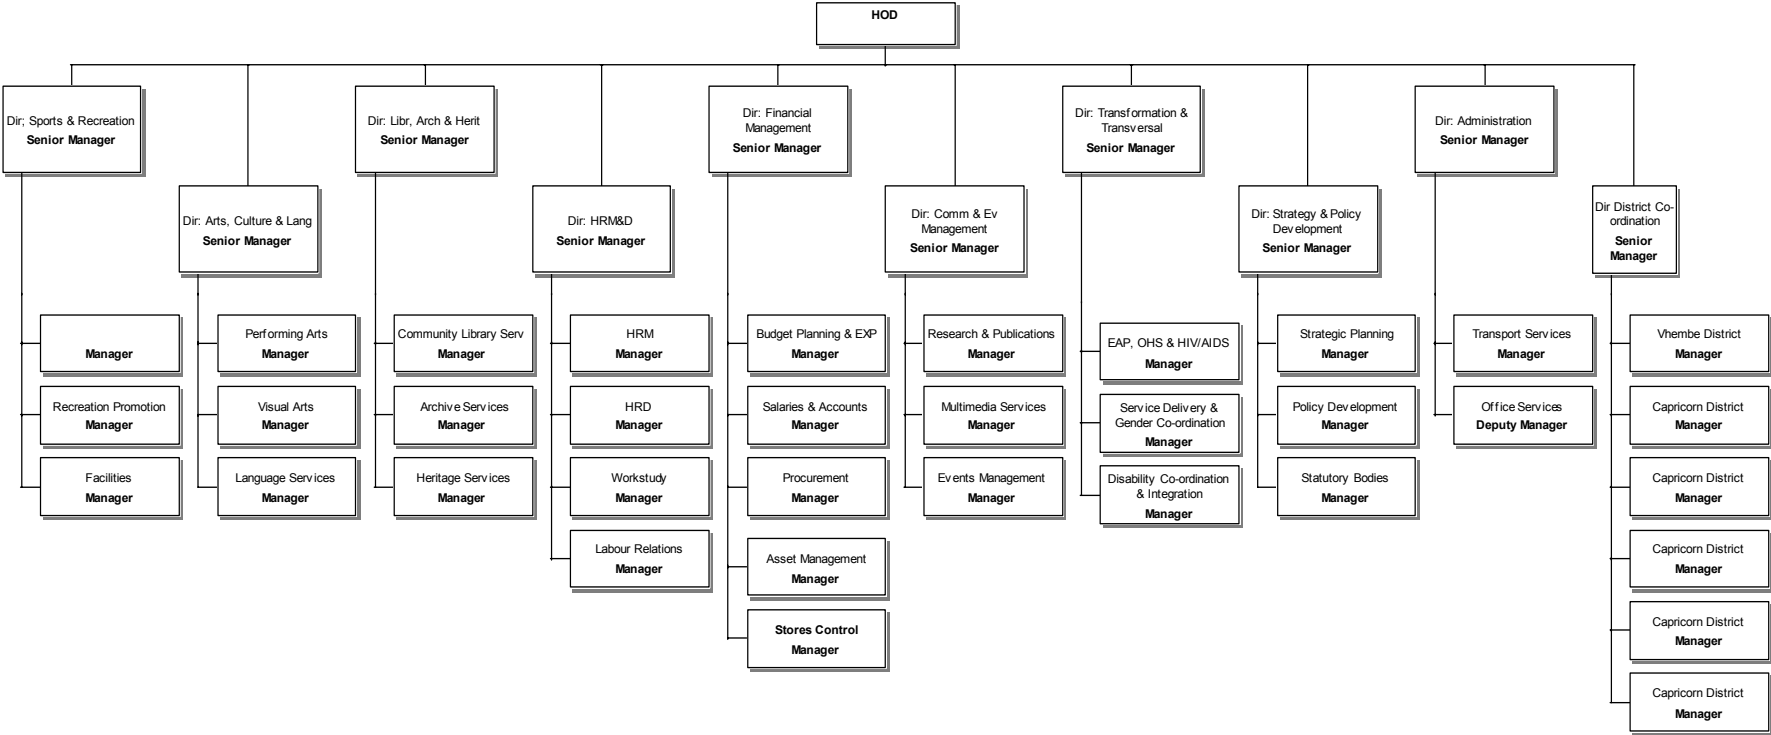 HOD
Dir; Sports & Recreation
Senior Manager
Manager
Recreation Promotion
Manager
Facilities
Manager
Dir: Arts, Culture & Lang
Senior Manager
Performing Arts
Manager
Visual Arts
Manager
Language Services
Manager
Dir: Libr, Arch & Herit
Senior Manager
Community Library Serv
Manager
Archive Services
Manager
Heritage Services
Manager
Dir: HRM&D
Senior Manager
HRM
Manager
HRD
Manager
Workstudy
Manager
Labour Relations
Manager
Dir: Financial
Management
Senior Manager
Budget Planning & EXP
Manager
Salaries & Accounts
Manager
Procurement
Manager
Asset Management
Manager
Stores Control
Manager
Dir: Comm & Ev
Management
Senior Manager
Research & Publications
Manager
Multimedia Services
Manager
Events Management
Manager
Dir: Transformation &
Transversal
Senior Manager
EAP, OHS & HIV/AIDS
Manager
Service Delivery &
Gender Co-ordination
Manager
Disability Co-ordination
& Integration
Manager
Dir: Strategy & Policy
Development
Senior Manager
Strategic Planning
Manager
Policy Development
Manager
Statutory Bodies
Manager
Dir: Administration
Senior Manager
Transport Services
Manager
Office Services
Deputy Manager
Dir District Co-
ordination
Senior
Manager
Vhembe District
Manager
Capricorn District
Manager
Capricorn District
Manager
Capricorn District
Manager
Capricorn District
Manager
Capricorn District
Manager